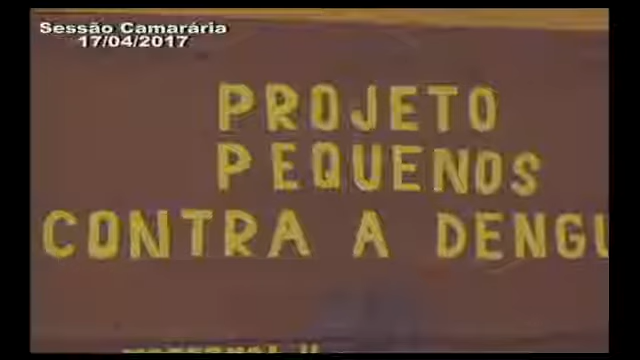 Sessão Camarária
17/04/2017
PROJETO
PEQUENOS
CONTRA A DENGU